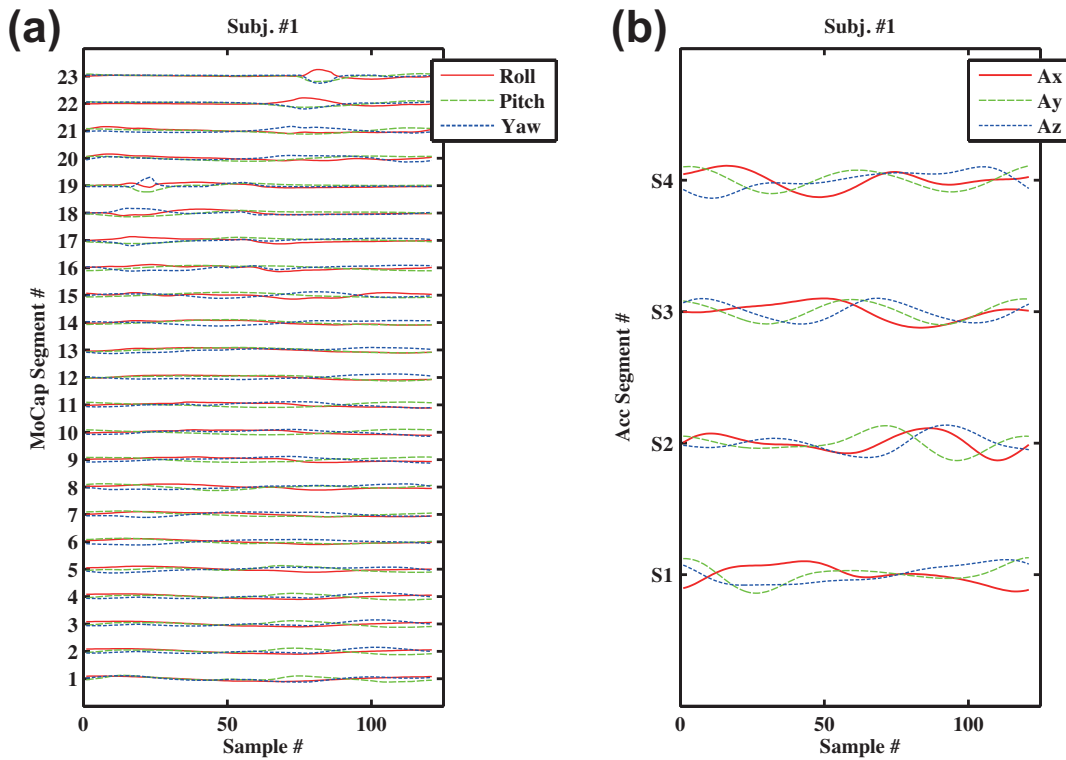 (a)
Subj. #1
MoCap Segment #
23
22
21
20
19
18
17
16
15
14
13
12
11
10
9
8
7
6
5
4
3
2
1
0
50
100
Sample #
Roll
Pitch
Yaw
(b)
Subj. #1
Acc Segment #
S4
S3
S2
S1
0
50
100
Sample #
Ax
Ay
Az